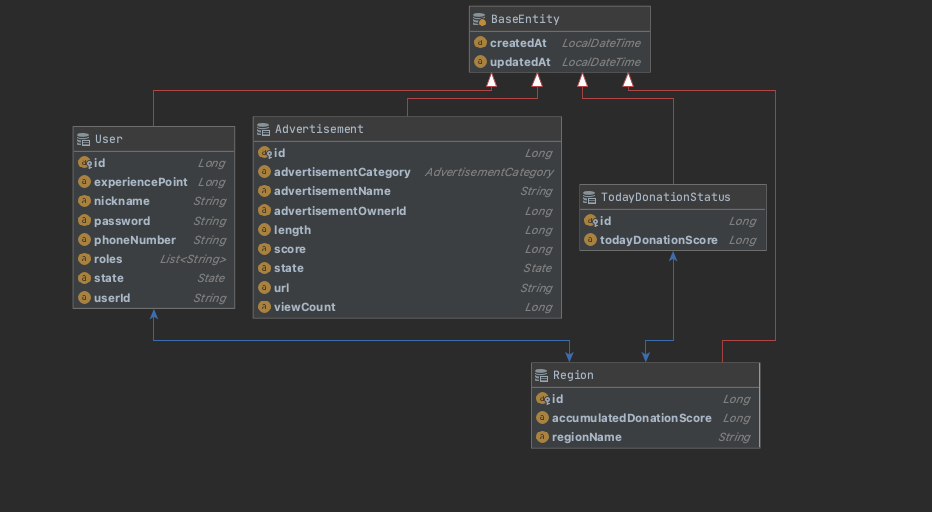 BaseEntity
createdAt LocalDateTime
updatedAt LocalDateTime
User
id Long
experiencePoint Long
nickname String
password String
phoneNumber String
roles List<String>
state State
userId String
Advertisement
id Long
advertisementCategory AdvertisementCategory
advertisementName String
advertisementOwnerId Long
length Long
score Long
state State
url String
viewCount Long
TodayDonationStatus
id Long
todayDonationScore Long
Region
id Long
accumulatedDonationScore Long
regionName String